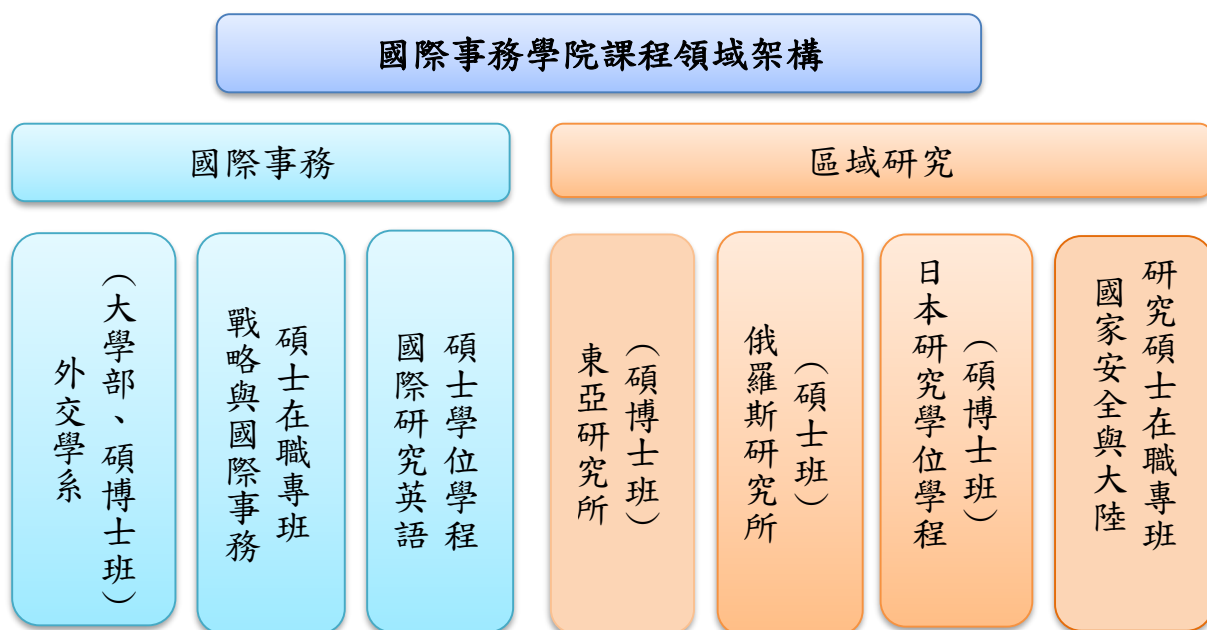 國際事務學院課程領域架構
國際事務
區域研究
外交學系
（大學部、碩博士班）
戰略與國際事務
碩士在職專班
國際研究英語
碩士學位學程
東亞研究所
（碩博士班）
俄羅斯研究所
（碩士班）
日本研究學位學程
（碩博士班）
國家安全與大陸
研究碩士在職專班